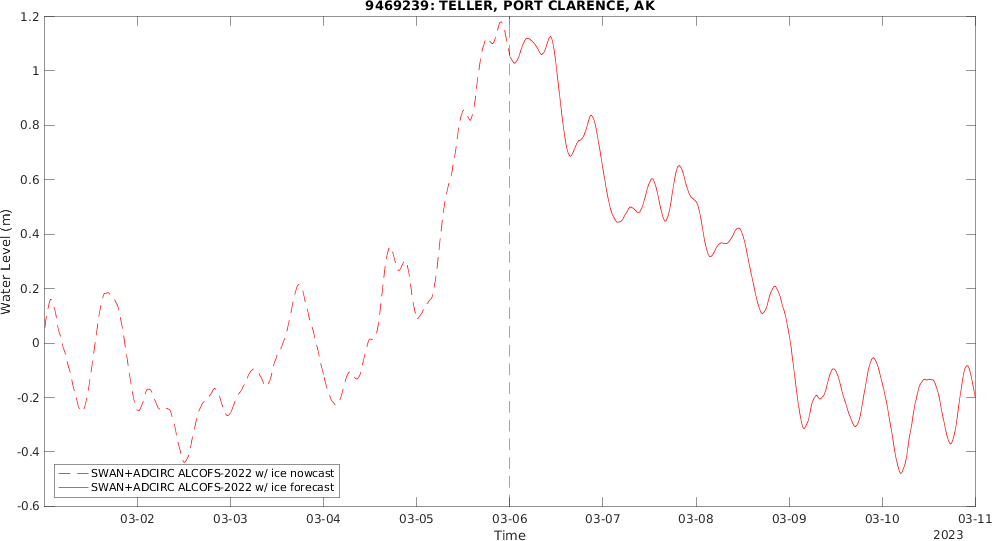 9469239: TELLER, PORT CLARENCE, AK
Water Level (m)
1.2
1
0.8
0.6
0.4
0.2
0
-0.2
-0.4
-0.6
SWAN+ADCIRC ALCOFS-2022 w/ ice nowcast
SWAN+ADCIRC ALCOFS-2022 w/ ice forecast
03-02 03-03 03-04 03-05 03-06 03-07 03-08 03-09 03-10 03-11
Time
2023